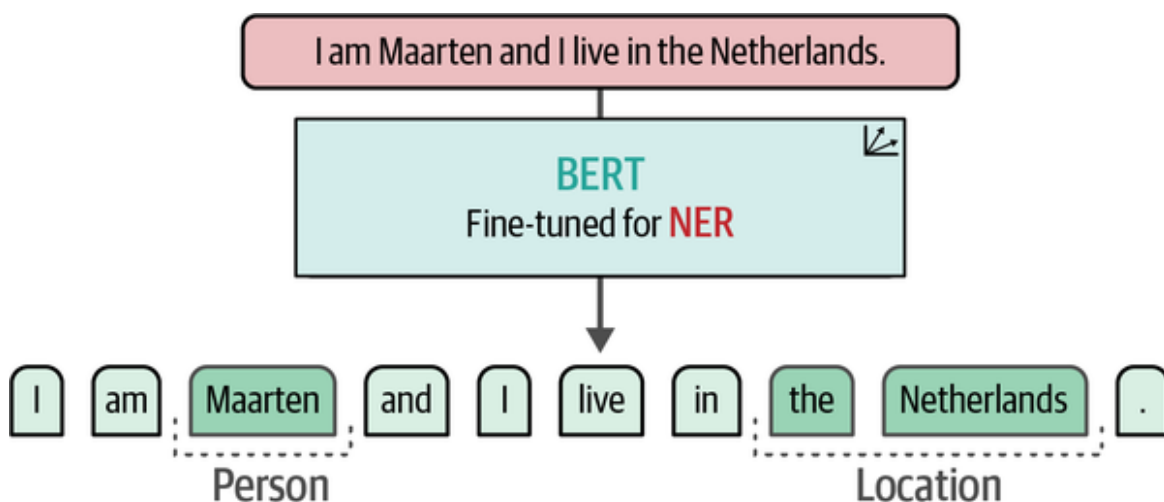 I am Maarten and I live in the Netherlands.
BERT
Fine-tuned for NER
I am Maarten and I live in the Netherlands .
Person Location